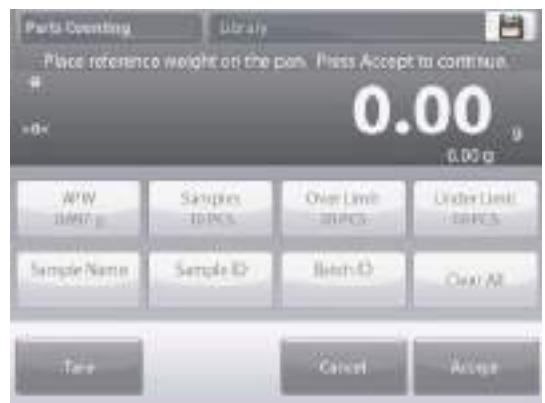 Parts Counting
Library
Place reference weight on the pan. Press Accept to continue.
>0<
0.00 g
0.00 g
APW
Samples
10 PCS
Over Limit
Under Limit
Sample Name
Sample ID
Batch ID
Clear All
Tare
Cancel
Accept